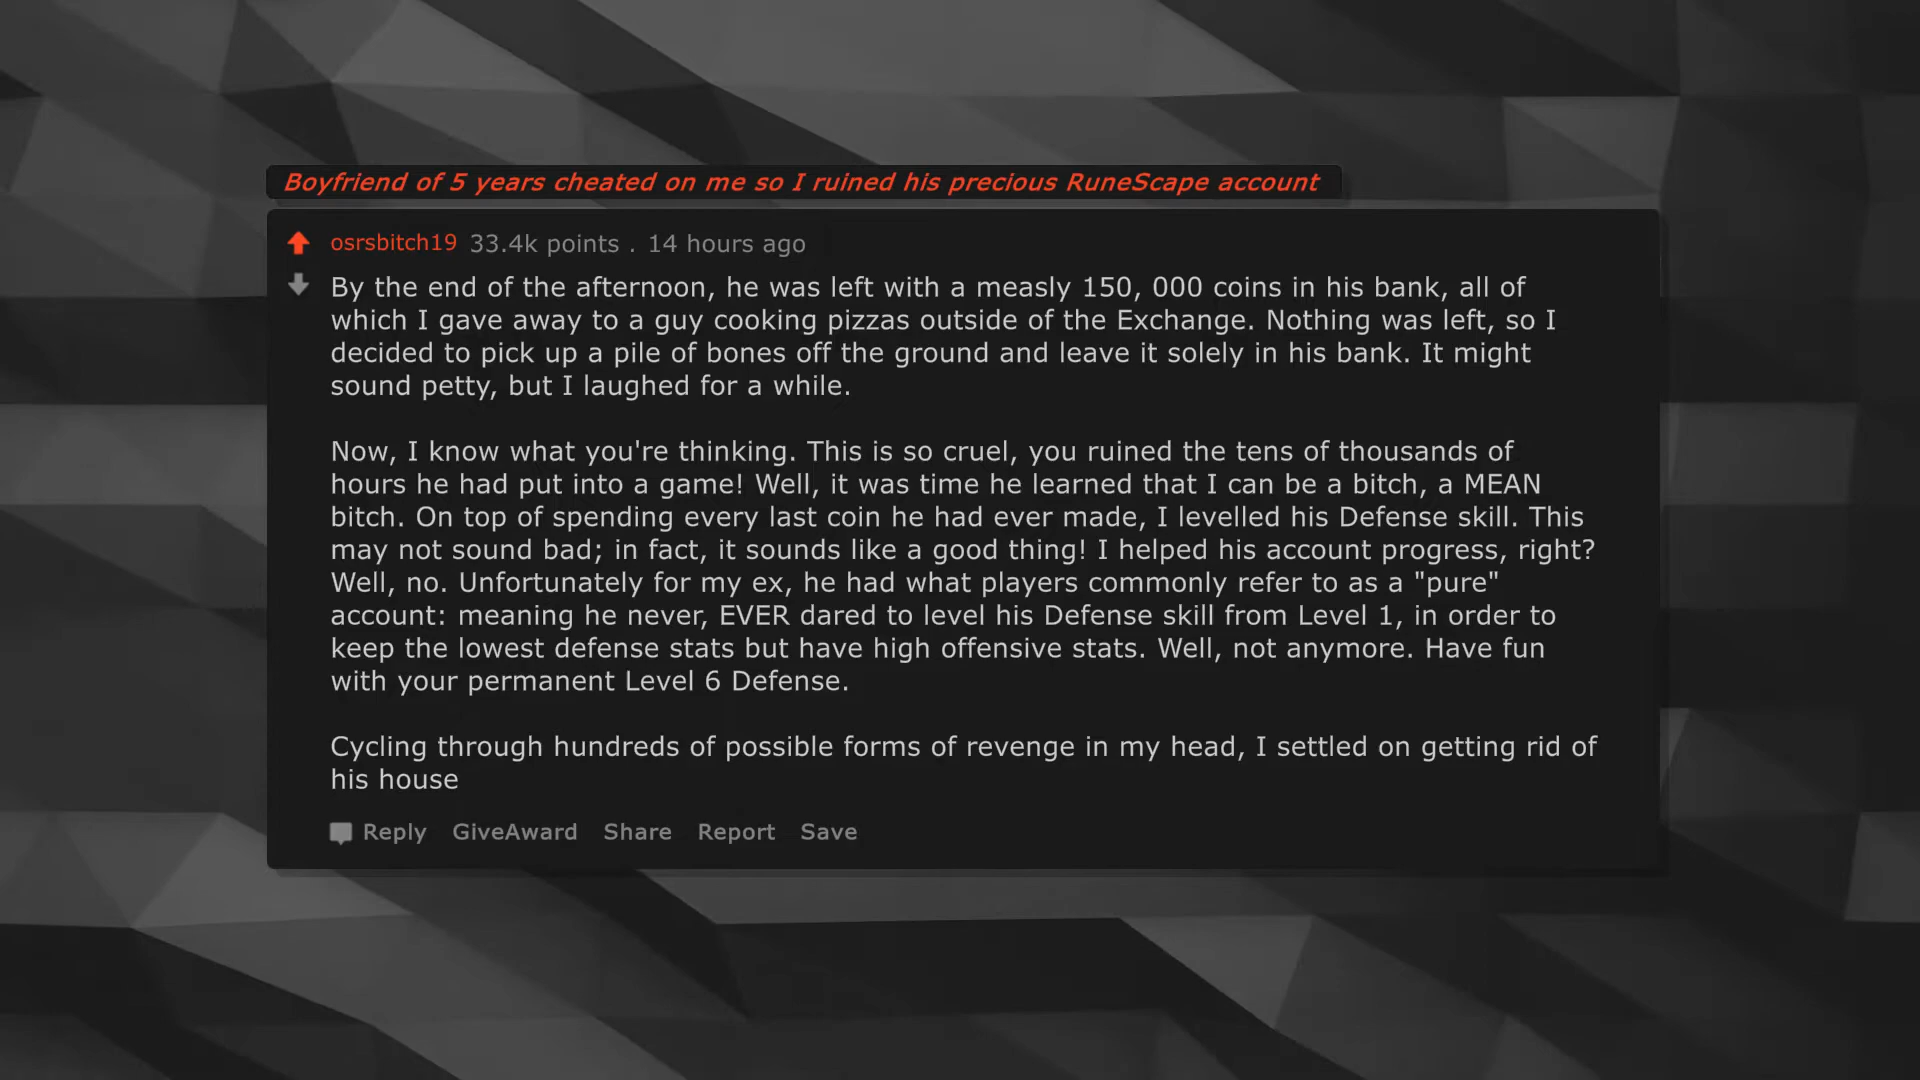 Boyfriend of 5 years cheated on me so I ruined his precious RuneScape account
osrsbitch19 33.4k points . 14 hours ago
By the end of the afternoon, he was left with a measly 150, 000 coins in his bank, all of
which I gave away to a guy cooking pizzas outside of the Exchange. Nothing was left, so I
decided to pick up a pile of bones off the ground and leave it solely in his bank. It might
sound petty, but I laughed for a while.
Now, I know what you're thinking. This is so cruel, you ruined the tens of thousands of
hours he had put into a game! Well, it was time he learned that I can be a bitch, a MEAN
bitch. On top of spending every last coin he had ever made, I levelled his Defense skill. This
may not sound bad; in fact, it sounds like a good thing! I helped his account progress, right?
Well, no. Unfortunately for my ex, he had what players commonly refer to as a "pure"
account: meaning he never, EVER dared to level his Defense skill from Level 1, in order to
keep the lowest defense stats but have high offensive stats. Well, not anymore. Have fun
with your permanent Level 6 Defense.
Cycling through hundreds of possible forms of revenge in my head, I settled on getting rid of
his house
Reply GiveAward Share Report Save